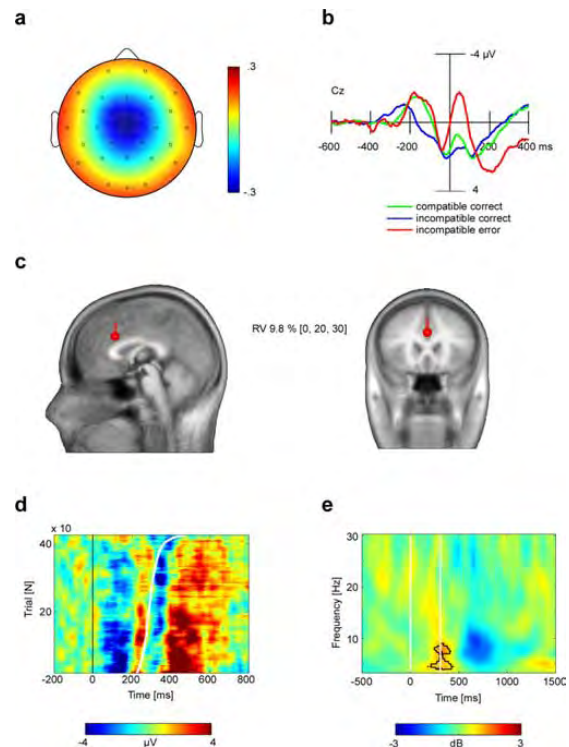 a
.3
-.3
b
-4 µV
Cz
-600
-400
-200
200
400 ms
4
compatible correct
incompatible correct
incompatible error
c
RV 9.8 % [0, 20, 30]
d
x 10
Trial [N]
40
20
-200
0
200
400
600
800
Time [ms]
-4
µV
4
e
Frequency [Hz]
30
20
10
-500
0
500
1000
1500
Time [ms]
-3
dB
3